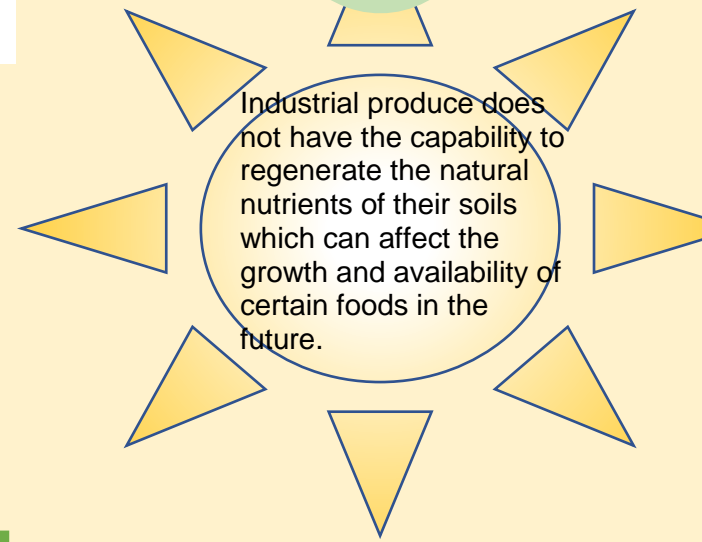 Industrial produce does
not have the capability to
regenerate the natural
nutrients of their soils
which can affect the
growth and availability of
certain foods in the
future.